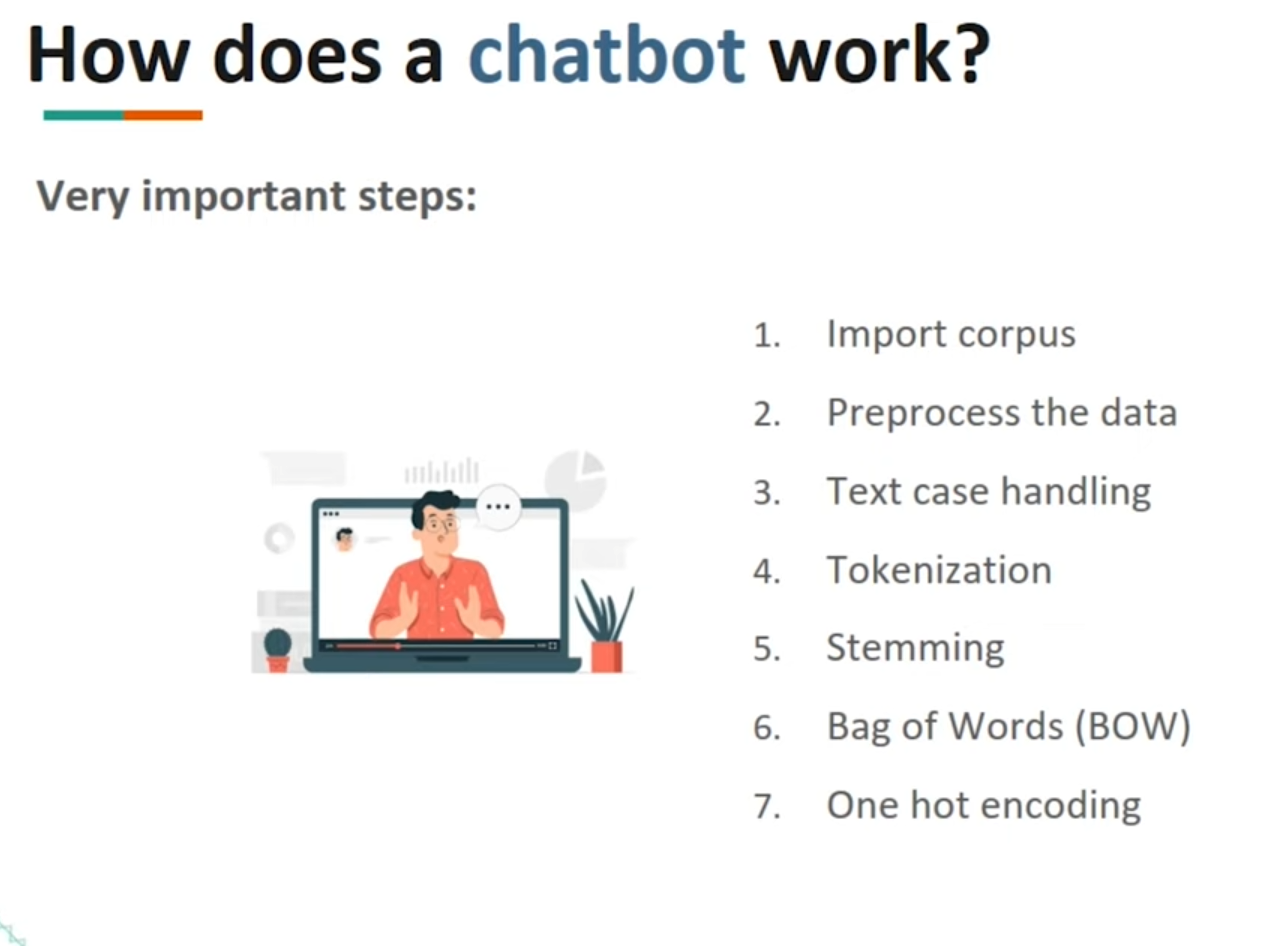 How does a chatbot work?
Very important steps:
1. Import corpus
2. Preprocess the data
3. Text case handling
4. Tokenization
5. Stemming
6. Bag of Words (BOW)
7. One hot encoding